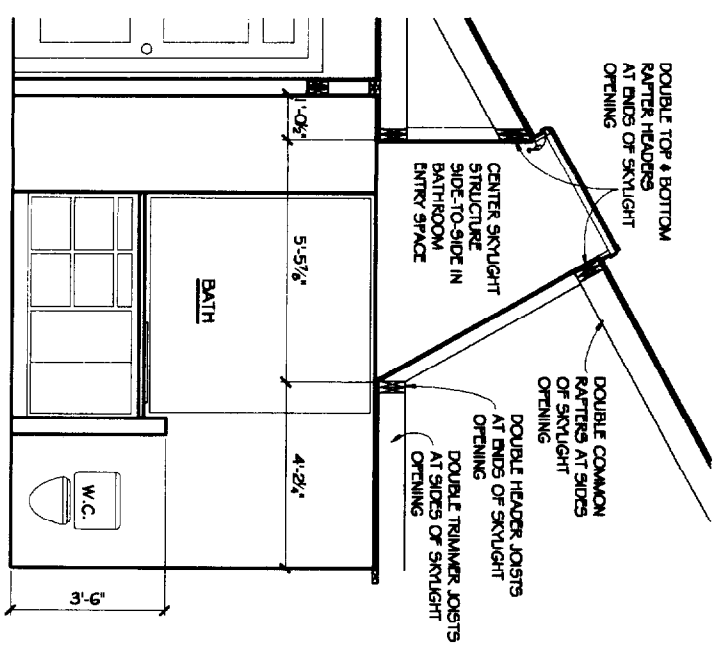 DOUBLE TOP & BOTTOM
RAFTER HEADERS
AT ENDS OF SKYLIGHT
OPENING
CENTER SKYLIGHT
STRUCTURE
SIDE-TO-SIDE IN
BATHROOM
ENTRY SPACE
DOUBLE COMMON
RAFTERS AT SIDES
OF SKYLIGHT
OPENING
DOUBLE HEADER JOISTS
AT ENDS OF SKYLIGHT
OPENING
DOUBLE TRIMMER JOISTS
AT SIDES OF SKYLIGHT
OPENING
1'-0½"
5'-5⅞"
4'-2¼"
BATH
W.C.
3'-6"